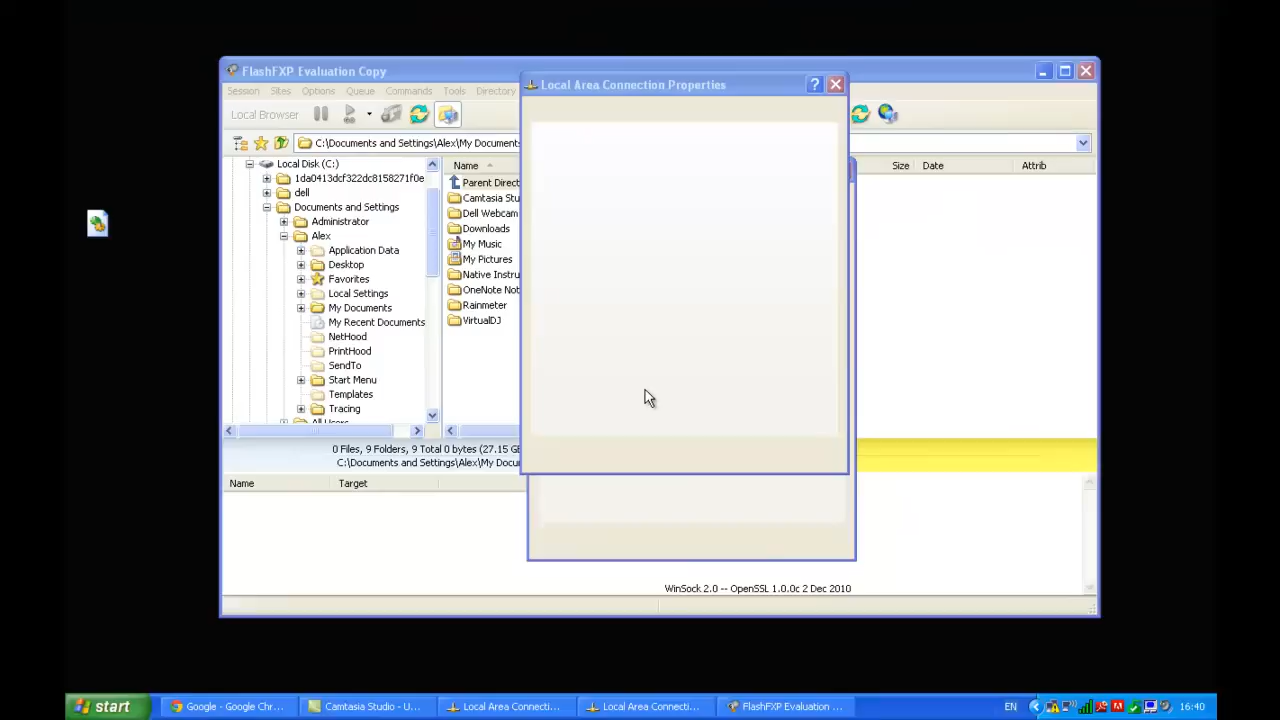 FlashFXP Evaluation Copy
Session Sites Options Queue Commands Tools Directory
Local Browser
C:\Documents and Settings\Alex\My Documents
Local Disk (C:)
1da0413dcf322dc8158271f0e
dell
Documents and Settings
Administrator
Alex
Application Data
Desktop
Favorites
Local Settings
My Documents
My Recent Documents
NetHood
PrintHood
SendTo
Start Menu
Templates
Tracing
All Users
Name
Parent Direct
Camtasia Stu
Dell Webcam
Downloads
My Music
My Pictures
Native Instru
OneNote Not
Rainmeter
VirtualDJ
Local Area Connection Properties
Size Date Attrib
0 Files, 9 Folders, 9 Total 0 bytes (27.15 GE
C:\Documents and Settings\Alex\My Docum
Name Target
WinSock 2.0 -- OpenSSL 1.0.0c 2 Dec 2010
start
Google - Google Chr...
Camtasia Studio - U...
Local Area Connecti...
Local Area Connecti...
FlashFXP Evaluation ...
EN
16:40